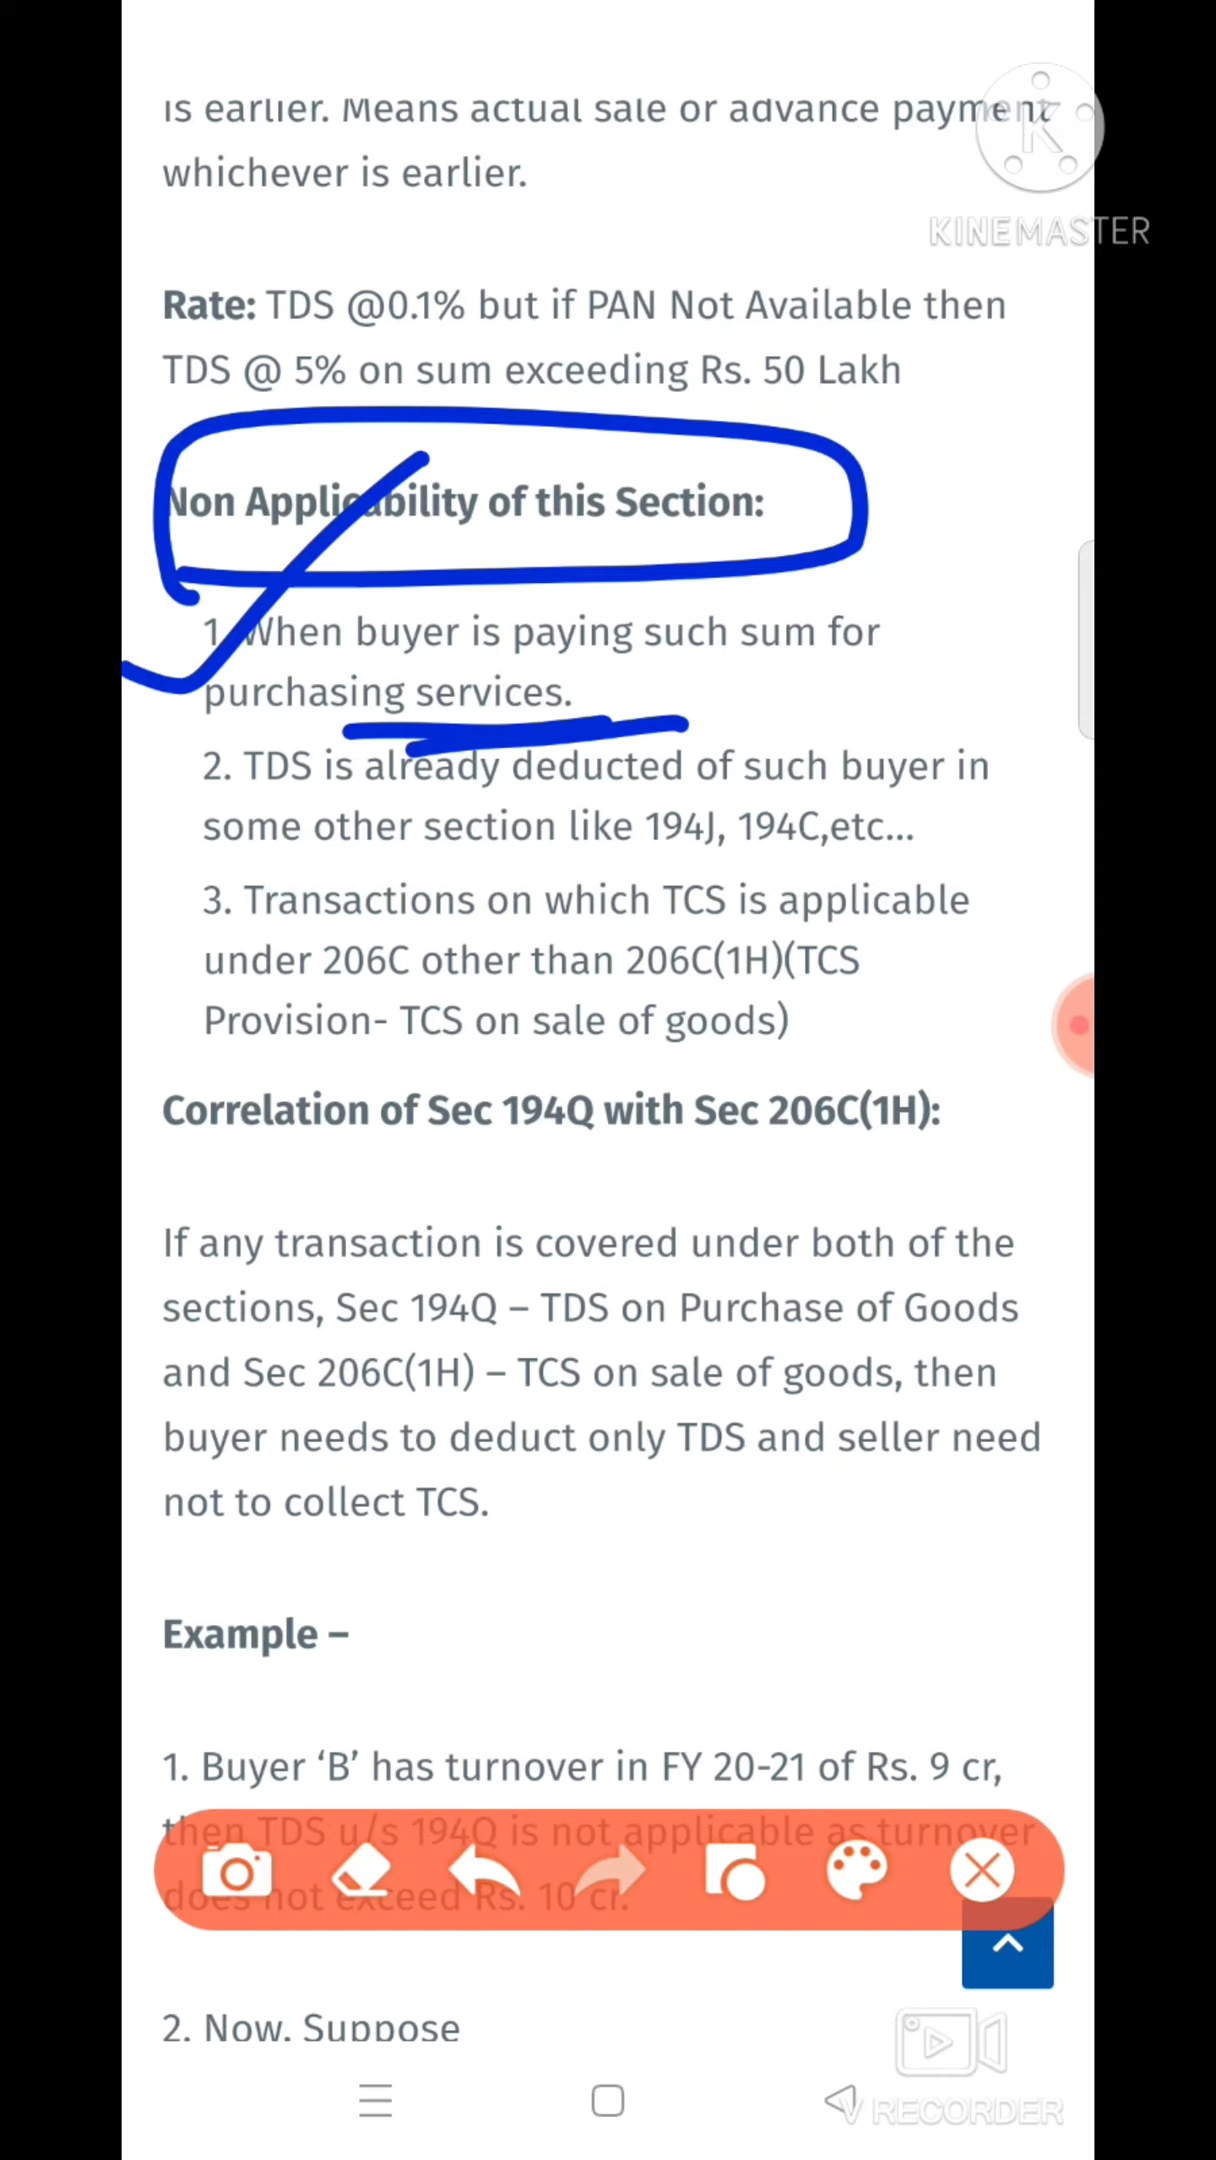 is earlier. Means actual sale or advance payment
whichever is earlier.
KINEMASTER
Rate: TDS @0.1% but if PAN Not Available then
TDS @ 5% on sum exceeding Rs. 50 Lakh
Non Applicability of this Section:
1. When buyer is paying such sum for
purchasing services.
2. TDS is already deducted of such buyer in
some other section like 194J, 194C,etc...
3. Transactions on which TCS is applicable
under 206C other than 206C(1H)(TCS
Provision- TCS on sale of goods)
Correlation of Sec 194Q with Sec 206C(1H):
If any transaction is covered under both of the
sections, Sec 194Q – TDS on Purchase of Goods
and Sec 206C(1H) – TCS on sale of goods, then
buyer needs to deduct only TDS and seller need
not to collect TCS.
Example –
1. Buyer ‘B’ has turnover in FY 20-21 of Rs. 9 cr,
then TDS u/s 194Q is not applicable as turnover
does not exceed Rs. 10 cr.
2. Now, Suppose
V RECORDER